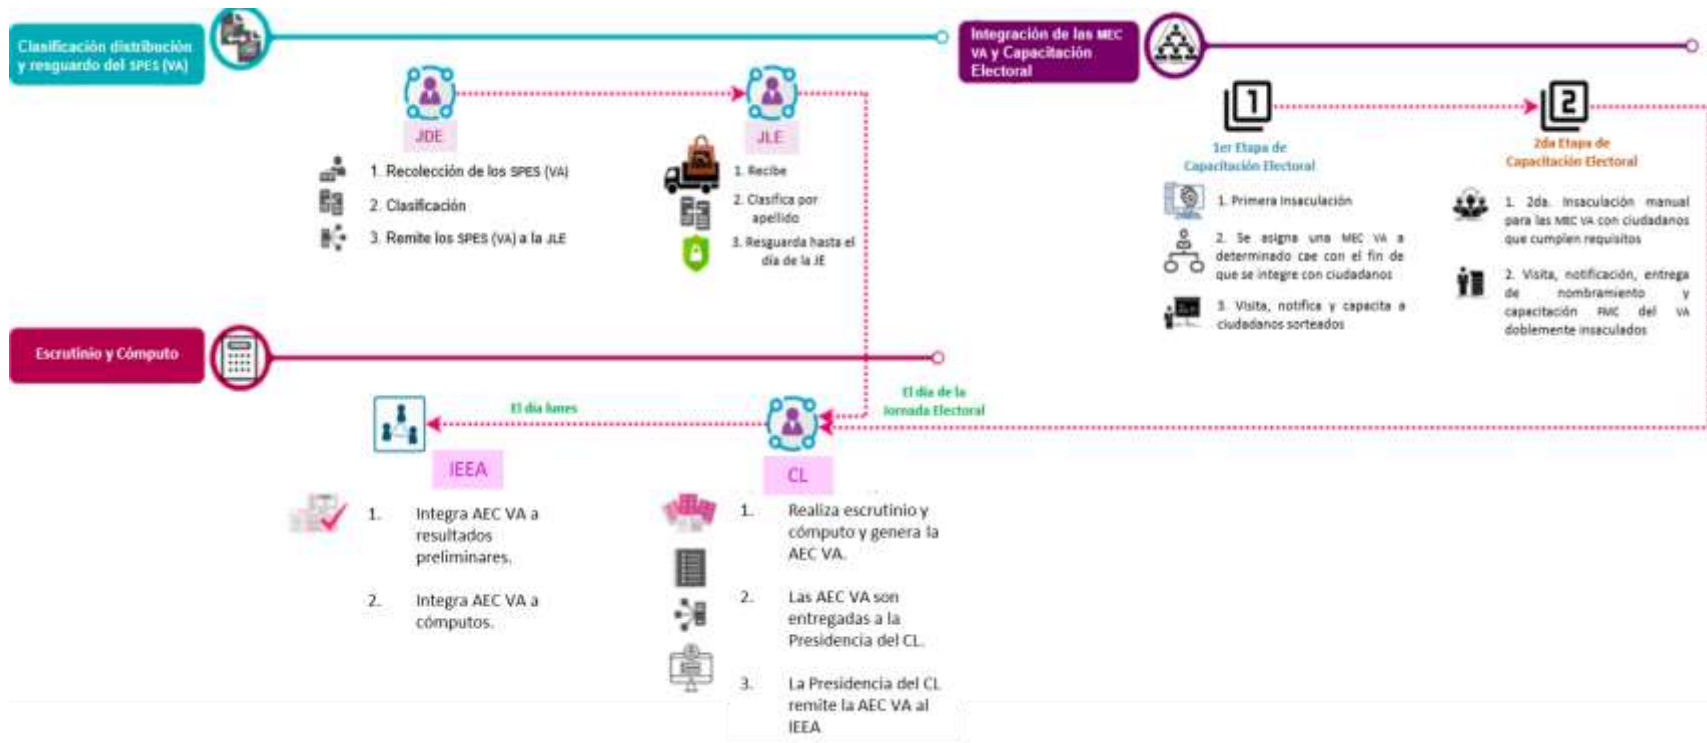 Clasificación distribución
y resguardo del SPES (VA)
JDE
1. Recolección de los SPES (VA)
2. Clasificación
3. Remite los SPES (VA) a la JLE
JLE
1. Recibe
2. Clasifica por
apellido
3. Resguarda hasta el
día de la JE
Integración de las MEC
VA y Capacitación
Electoral
1
1er Etapa de
Capacitación Electoral
1. Primera Insaculación
2. Se asigna una MEC VA a
determinado cae con el fin de
que se integre con ciudadanos
3. Visita, notifica y capacita a
ciudadanos sorteados
2
2da Etapa de
Capacitación Electoral
1. 2da. Insaculación manual
para las MEC VA con ciudadanos
que cumplen requisitos
2. Visita, notificación, entrega
de nombramiento y
capacitación FMC del VA
doblemente insaculados
Escrutinio y Cómputo
El día de la
Jornada Electoral
El día lunes
IEEA
1. Integra AEC VA a
resultados
preliminares.
2. Integra AEC VA a
cómputos.
CL
1. Realiza escrutinio y
cómputo y genera la
AEC VA.
2. Las AEC VA son
entregadas a la
Presidencia del CL.
3. La Presidencia del CL
remite la AEC VA al
IEEA